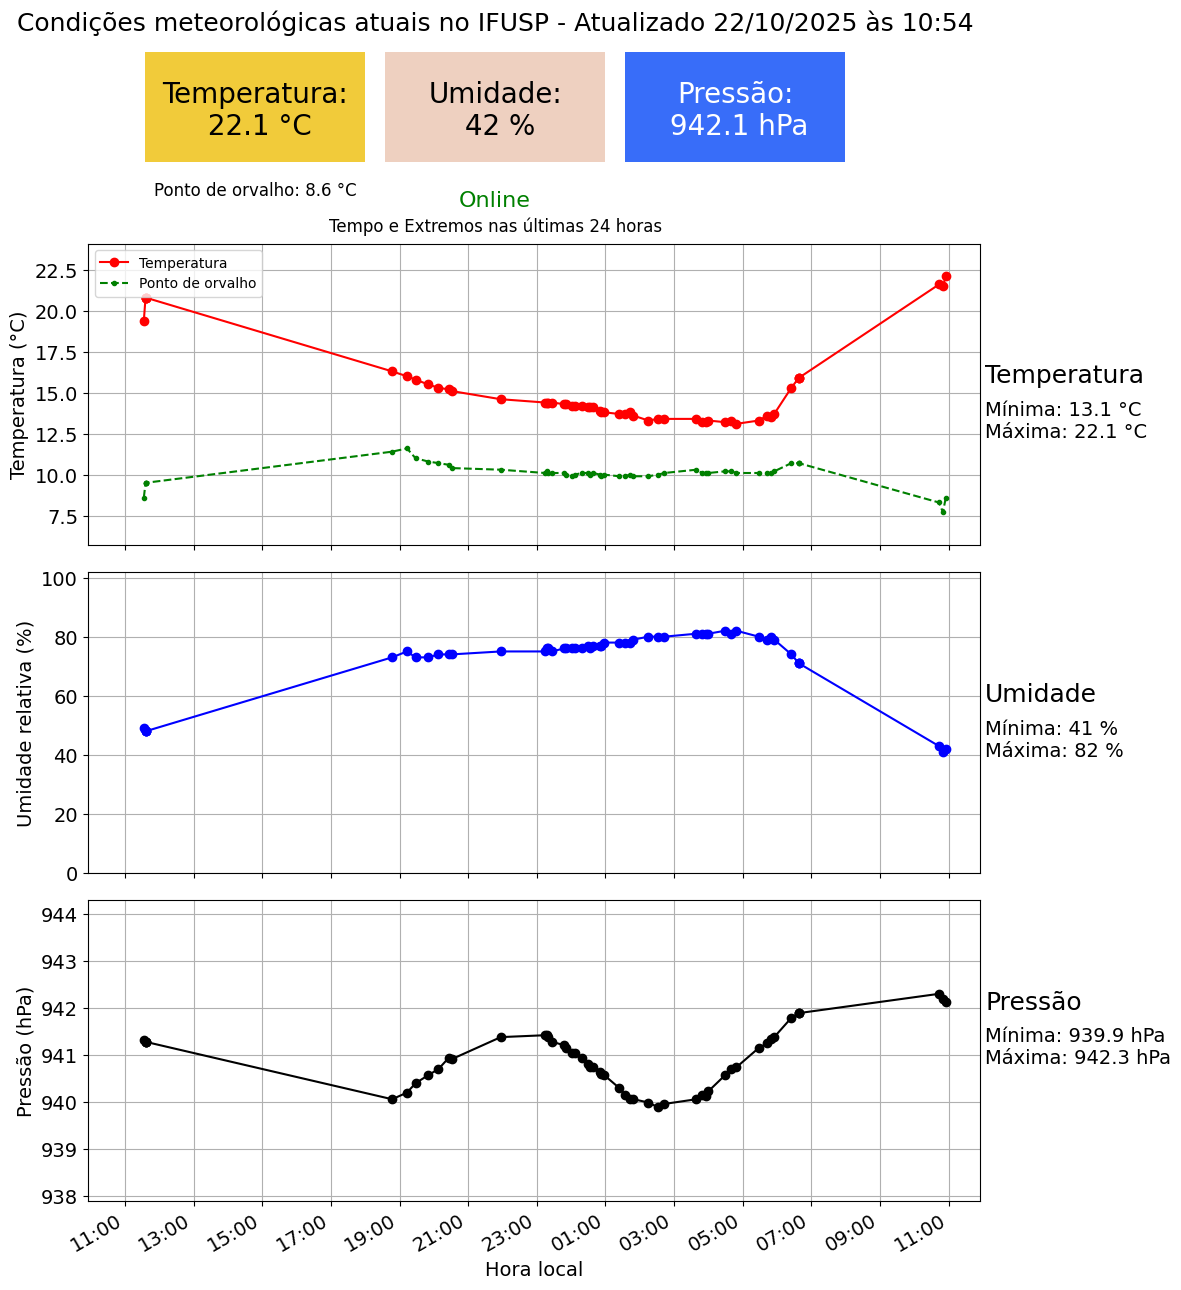 Condições meteorológicas atuais no IFUSP - Atualizado 22/10/2025 às 10:54
Temperatura:
22.1 °C
Umidade:
42 %
Pressão:
942.1 hPa
Ponto de orvalho: 8.6 °C
Online
Tempo e Extremos nas últimas 24 horas
Temperatura
Ponto de orvalho
Temperatura (°C)
22.5
20.0
17.5
15.0
12.5
10.0
7.5
Temperatura
Mínima: 13.1 °C
Máxima: 22.1 °C
Umidade relativa (%)
100
80
60
40
20
0
Umidade
Mínima: 41 %
Máxima: 82 %
Pressão (hPa)
944
943
942
941
940
939
938
Pressão
Mínima: 939.9 hPa
Máxima: 942.3 hPa
11:00
13:00
15:00
17:00
19:00
21:00
23:00
01:00
03:00
05:00
07:00
09:00
11:00
Hora local